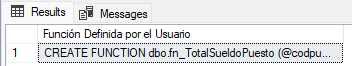 Results Messages
Función Definida por el Usuario
1 CREATE FUNCTION dbo.fn_TotalSueldoPuesto (@codpu...